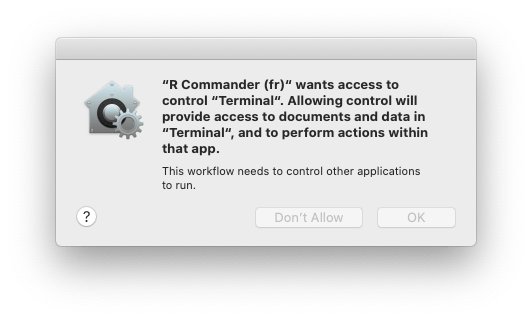 “R Commander (fr)“ wants access to
control “Terminal“. Allowing control will
provide access to documents and data in
“Terminal“, and to perform actions within
that app.
This workflow needs to control other applications
to run.
?
Don’t Allow
OK